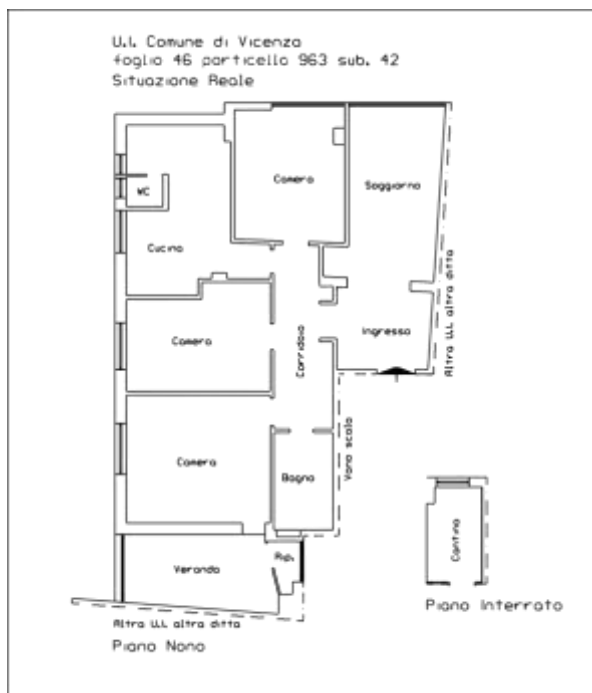 U.I. Comune di Vicenza
foglio 46 particella 963 sub. 42
Situazione Reale
Camera
Soggiorno
WC
Cucina
Altra U.I. altra ditta
Camera
Corridoio
Ingresso
Camera
Bagno
Vano scala
Cantina
Veranda
Rip.
Piano Interrato
Altra U.I. altra ditta
Piano Nono